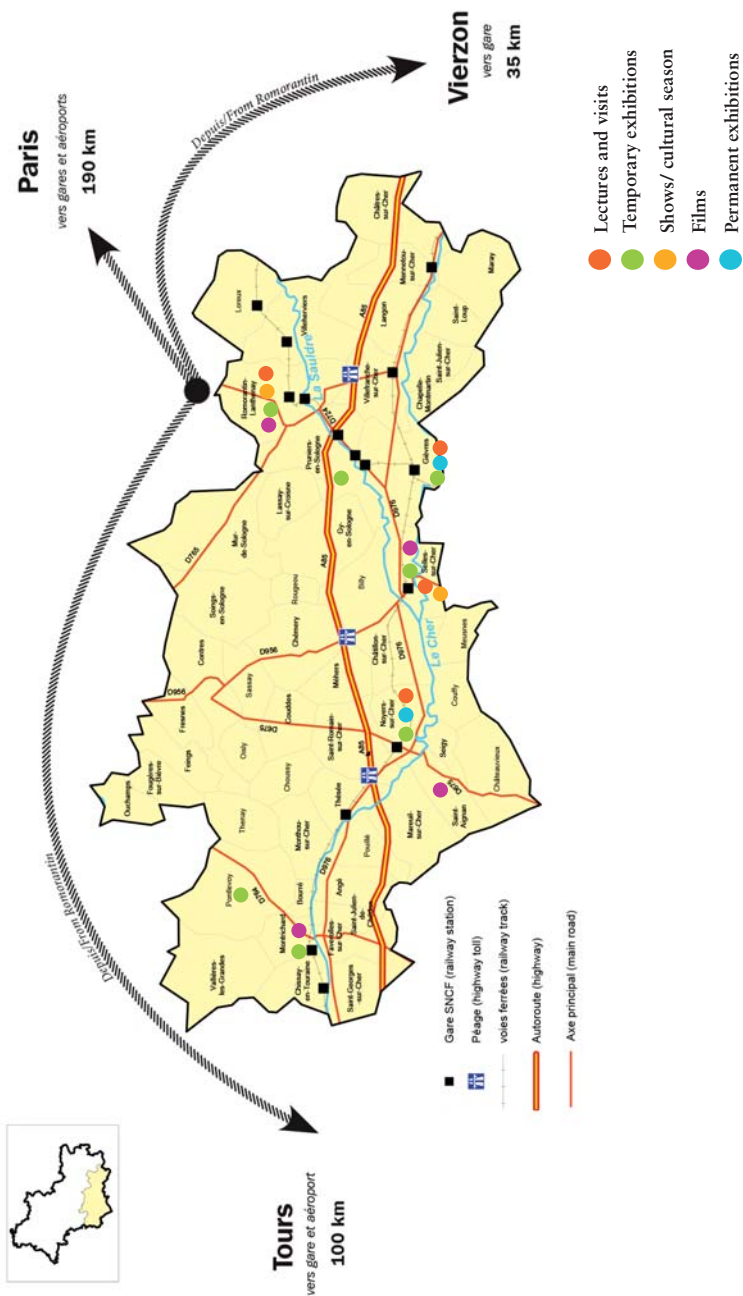 Paris
vers gares et aéroports
190 km
Depuis/From Romorantin
Vierzon
vers gare
35 km
Depuis/From Romorantin
Tours
vers gare et aéroport
100 km
Ouchamps
Fougères-
sur-Bièvre
Feings
Fresnes
D956
Contres
Soings-
en-Sologne
D765
Mur-
de-Sologne
Lassay-
sur-Croisne
Romorantin-
Lanthenay
Loreux
Villeherviers
La Sauldre
Vallières-
les-Grandes
Pontlevoy
D764
Thenay
Oisly
Sassay
D956
D675
Couddes
Choussy
Chémery
Rougeou
Pruniers-
en-Sologne
D724
A85
Gy-
en-Sologne
Billy
Villefranche-
sur-Cher
Langon
A85
Châtres-
sur-Cher
Mennetou-
sur-Cher
Maray
Saint-
Loup
Saint-Julien-
sur-Cher
Chapelle-
Montmartin
Gièvres
D976
Selles-
sur-Cher
Méhers
Châtillon-
sur-Cher
D976
Le Cher
Meusnes
Couffy
Noyers-
sur-Cher
Saint-Romain-
sur-Cher
A85
Seigy
Châteauvieux
D675
Saint-
Aignan
Mareuil-
sur-Cher
Thésée
Monthou-
sur-Cher
Bourré
D976
Pouillé
Angé
Montrichard
Chissay-
en-Touraine
Faverolles-
sur-Cher
Saint-Julien-
de-
Saint-Georges
-sur-Cher
Gare SNCF (railway station)
Péage (highway toll)
voies ferrées (railway track)
Autoroute (highway)
Axe principal (main road)
Lectures and visits
Temporary exhibitions
Shows/ cultural season
Films
Permanent exhibitions